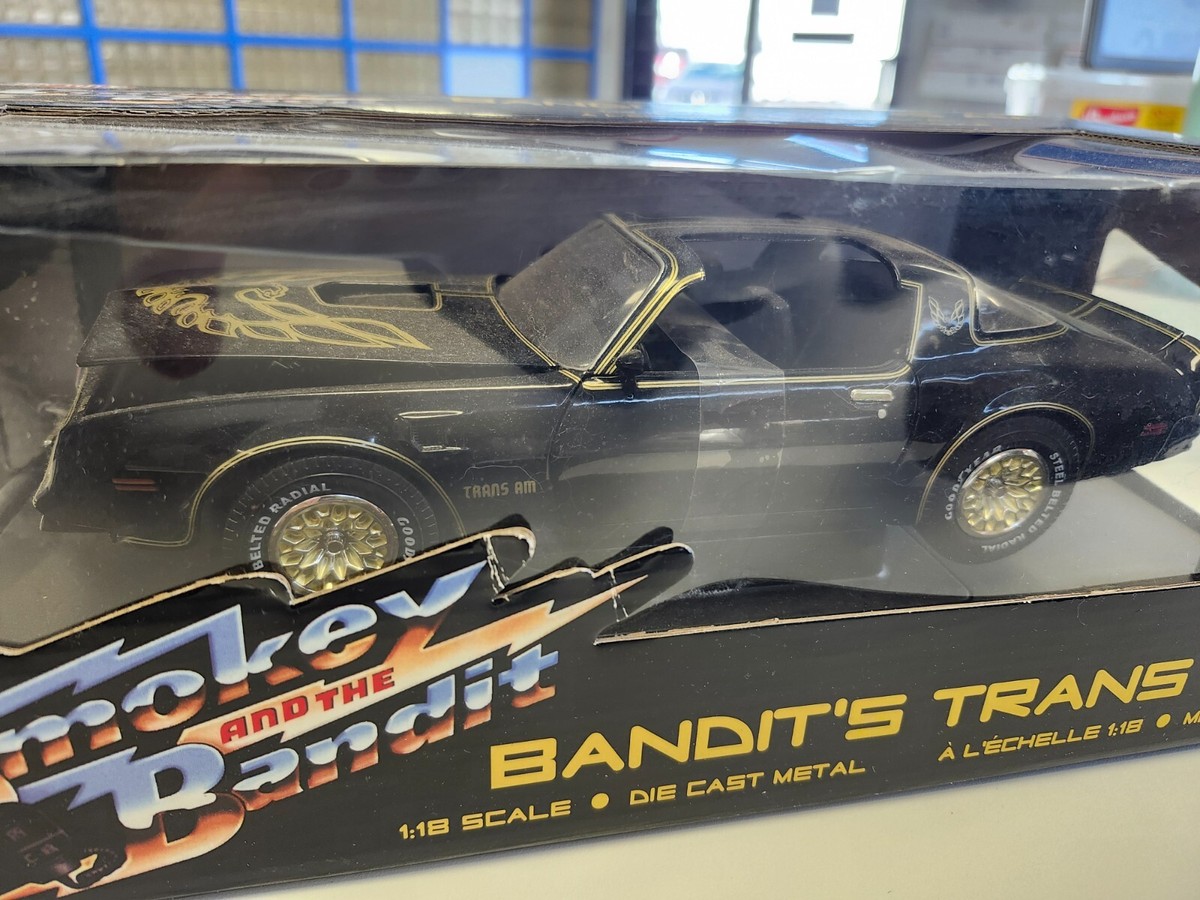 TRANS AM
BELTED RADIAL
GOOD
GOODYEAR
STEEL BELTED RADIAL
mokey
AND THE
Bandit
BANDIT'S TRANS
1:18 SCALE • DIE CAST METAL
À L'ÉCHELLE 1:18 • M